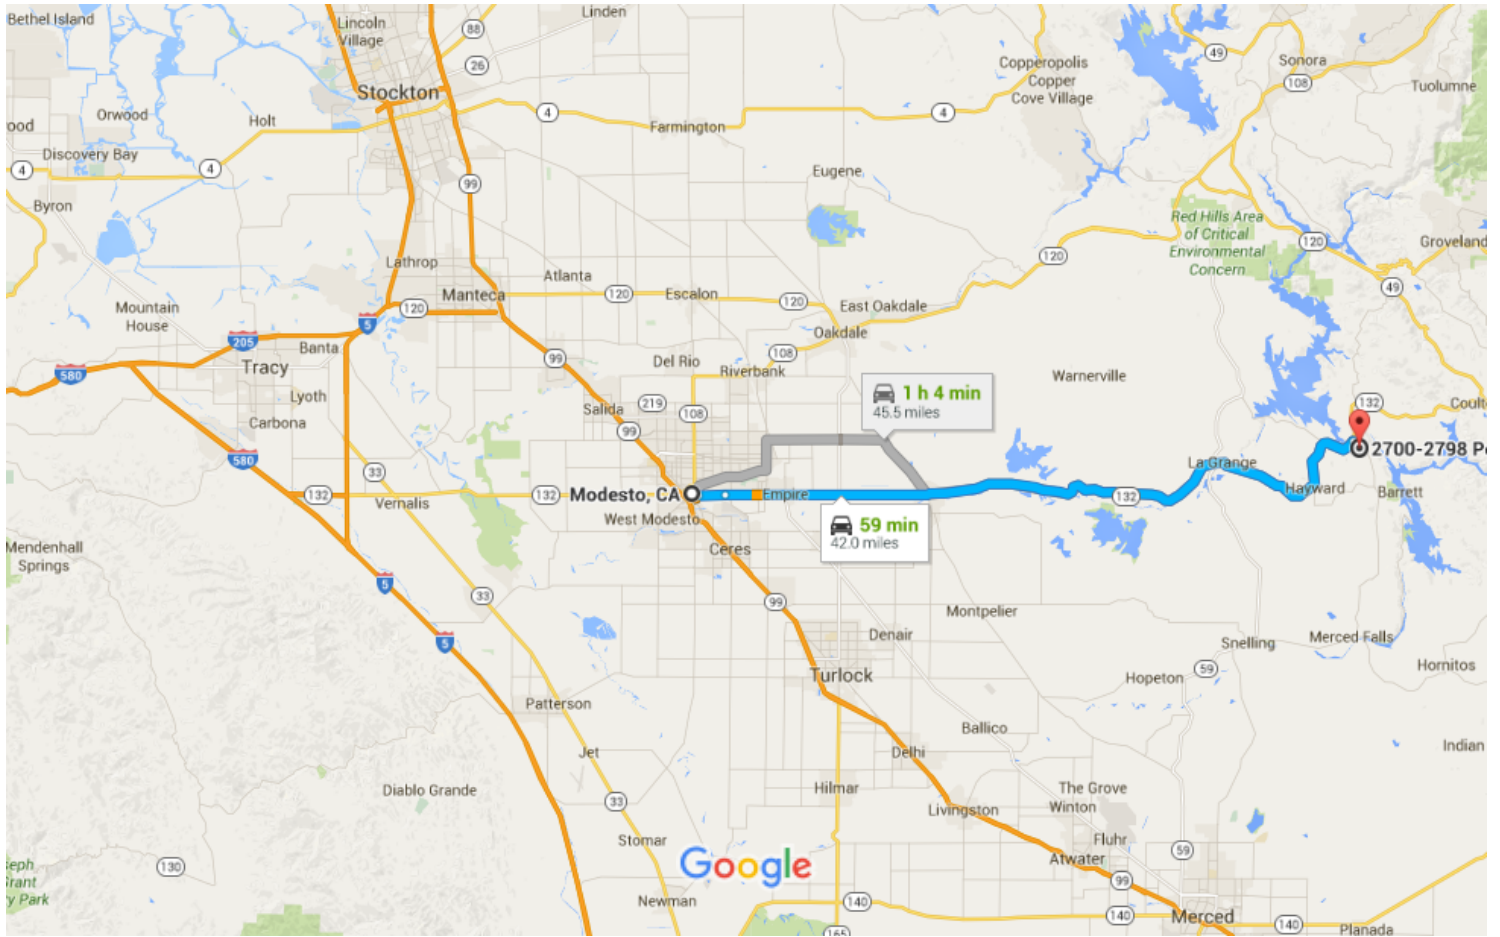 Bethel Island
Lincoln
Village
88
Linden
26
Copperopolis
Copper
Cove Village
49
Sonora
108
Tuolumne
Stockton
Orwood
Holt
4
Farmington
4
ood
Discovery Bay
4
4
99
Eugene
Byron
Red Hills Area
of Critical
Environmental
Concern
120
Groveland
120
49
Lathrop
Atlanta
Manteca
120
Escalon
120
East Oakdale
120
Oakdale
Mountain
House
5
205
Banta
Tracy
580
99
Del Rio
108
Riverbank
Warnerville
Lyoth
Carbona
1 h 4 min
45.5 miles
Salida
219
108
99
132
Coult
580
33
2700-2798 Pe
La Grange
Hayward
Barrett
132
Vernalis
132
Modesto, CA
Empire
132
West Modesto
59 min
42.0 miles
Ceres
Mendenhall
Springs
5
33
99
Montpelier
5
Denair
Snelling
Merced Falls
Turlock
59
Hopeton
Hornitos
Patterson
Ballico
Jet
Delhi
Indian
Diablo Grande
Hilmar
The Grove
Winton
33
Livingston
Stomar
Fluhr
59
Atwater
Google
130
99
eph
Grant
y Park
Newman
140
140
Merced
140
Planada
165